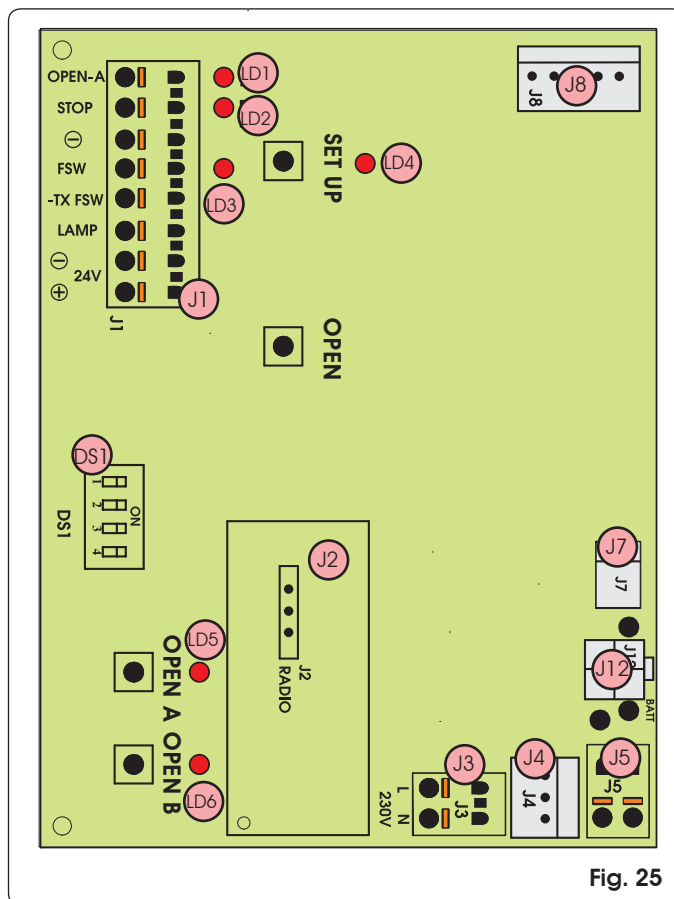 OPEN-A
STOP
⊖
FSW
-TX FSW
LAMP
⊖
24V
⊕
J1
J1
LD1
LD2
LD3
SET UP
LD4
J8
J8
OPEN
DS1
1
2
3
4
ON
DS1
J2
J2
RADIO
LD5
OPEN A
OPEN B
LD6
J7
J7
J12
BATT
J3
L
N
230V
J3
J4
J4
J5
J5
Fig. 25